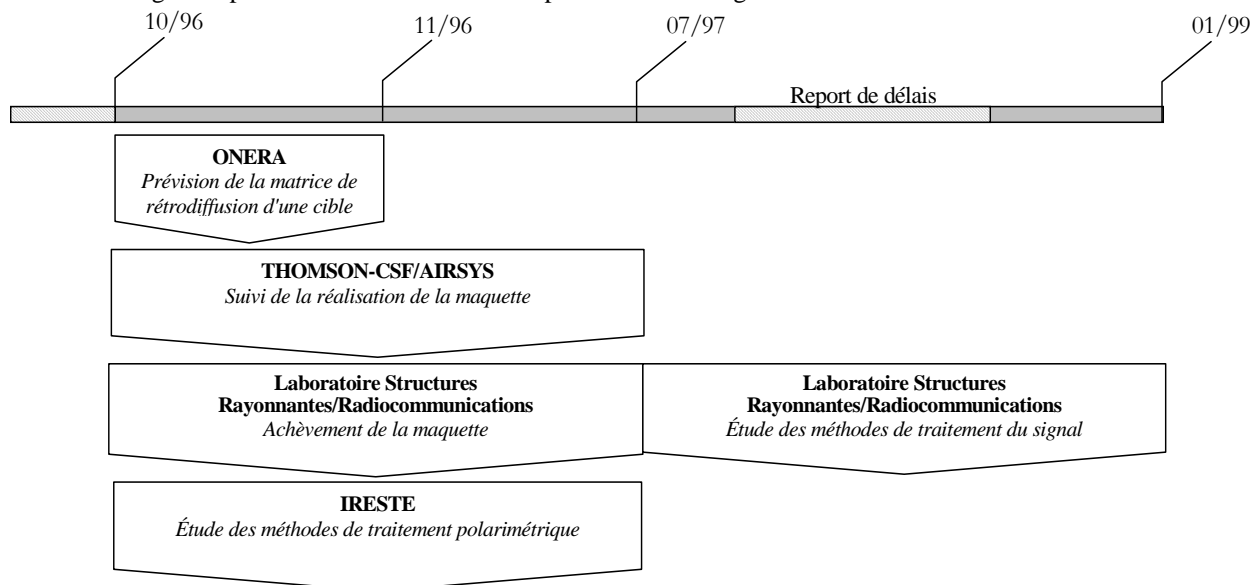 10/96
11/96
07/97
01/99
Report de délais
ONERA
Prévision de la matrice de
rétrodiffusion d'une cible
THOMSON-CSF/AIRSYS
Suivi de la réalisation de la maquette
Laboratoire Structures
Rayonnantes/Radiocommunications
Achèvement de la maquette
Laboratoire Structures
Rayonnantes/Radiocommunications
Étude des méthodes de traitement du signal
IRESTE
Étude des méthodes de traitement polarimétrique